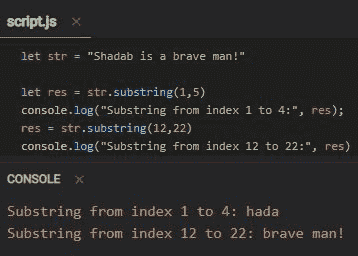 script.js ×
let str = "Shadab is a brave man!"
let res = str.substring(1,5)
console.log("Substring from index 1 to 4:", res);
res = str.substring(12,22)
console.log("Substring from index 12 to 22:", res)
CONSOLE ×
Substring from index 1 to 4: hada
Substring from index 12 to 22: brave man!